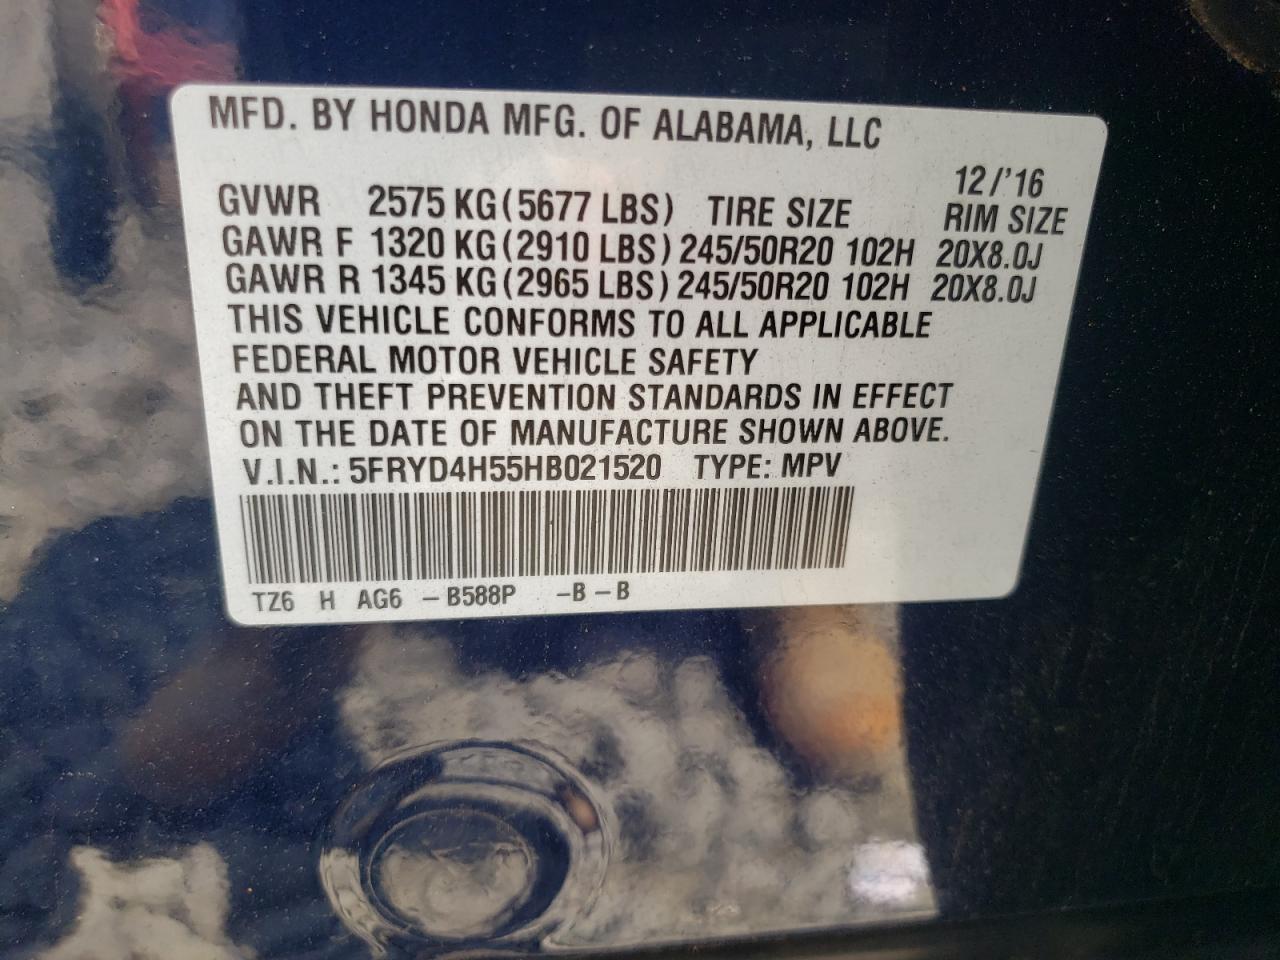 MFD. BY HONDA MFG. OF ALABAMA, LLC
12/'16
GVWR 2575 KG (5677 LBS) TIRE SIZE RIM SIZE
GAWR F 1320 KG (2910 LBS) 245/50R20 102H 20X8.0J
GAWR R 1345 KG (2965 LBS) 245/50R20 102H 20X8.0J
THIS VEHICLE CONFORMS TO ALL APPLICABLE
FEDERAL MOTOR VEHICLE SAFETY
AND THEFT PREVENTION STANDARDS IN EFFECT
ON THE DATE OF MANUFACTURE SHOWN ABOVE.
V.I.N.: 5FRYD4H55HB021520 TYPE: MPV
TZ6 H AG6 -B588P -B-B